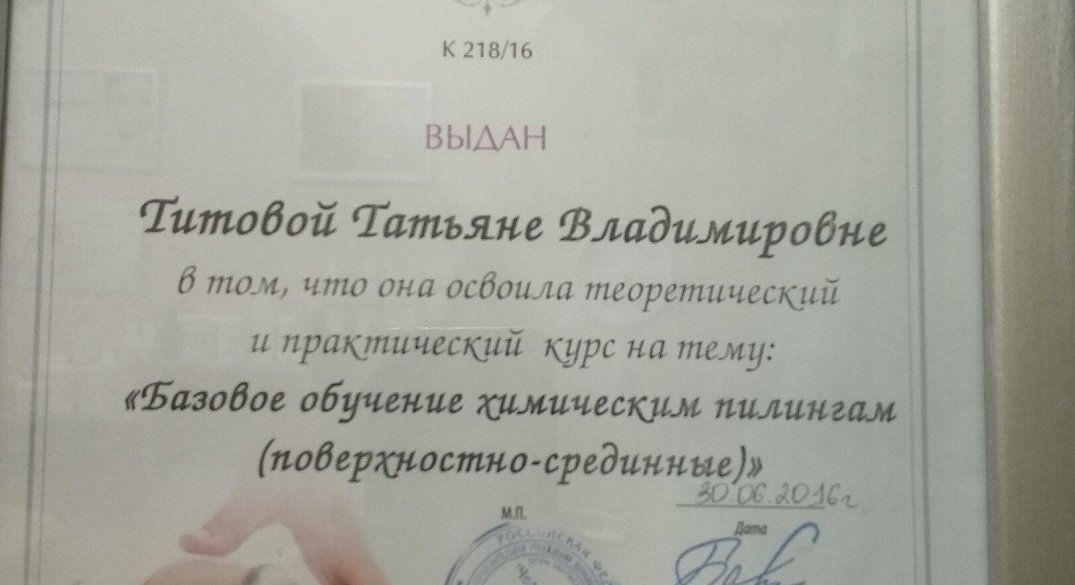 К 218/16
ВЫДАН
Титовой Татьяне Владимировне
в том, что она освоила теоретический
и практический курс на тему:
«Базовое обучение химическим пилингам
(поверхностно-срединные)»
30.06.2016г
М.П.
Дата
РОССИЙСКАЯ